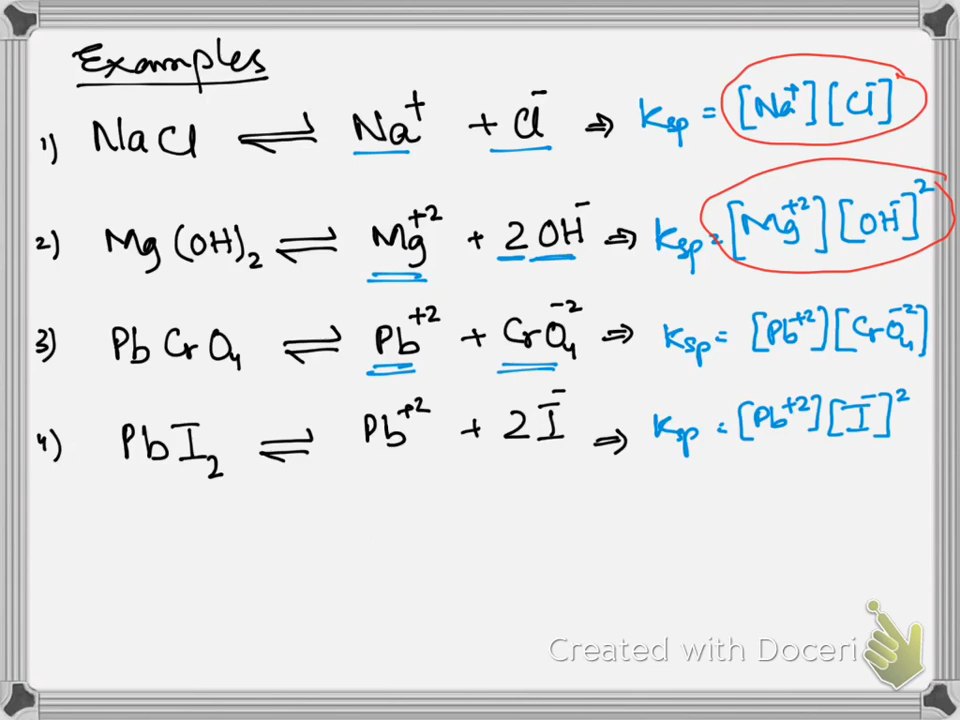 Examples
1) NaCl ⇌ Na⁺ + Cl⁻ ⇒ Ksp = [Na⁺][Cl⁻]
2) Mg(OH)₂ ⇌ Mg⁺² + 2OH⁻ ⇒ Ksp = [Mg⁺²][OH⁻]²
3) PbCrO₄ ⇌ Pb⁺² + CrO₄⁻² ⇒ Ksp = [Pb⁺²][CrO₄⁻²]
4) PbI₂ ⇌ Pb⁺² + 2I⁻ ⇒ Ksp = [Pb⁺²][I⁻]²
Created with Doceri